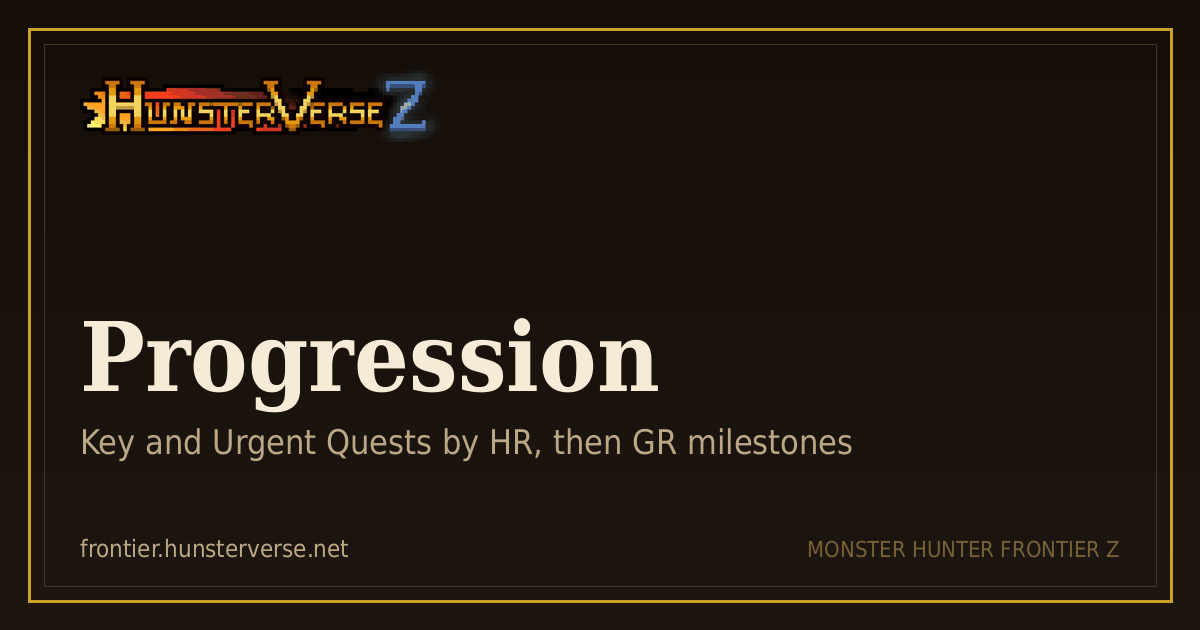 HunsterVerse Z
Progression
Key and Urgent Quests by HR, then GR milestones
frontier.hunsterverse.net
MONSTER HUNTER FRONTIER Z